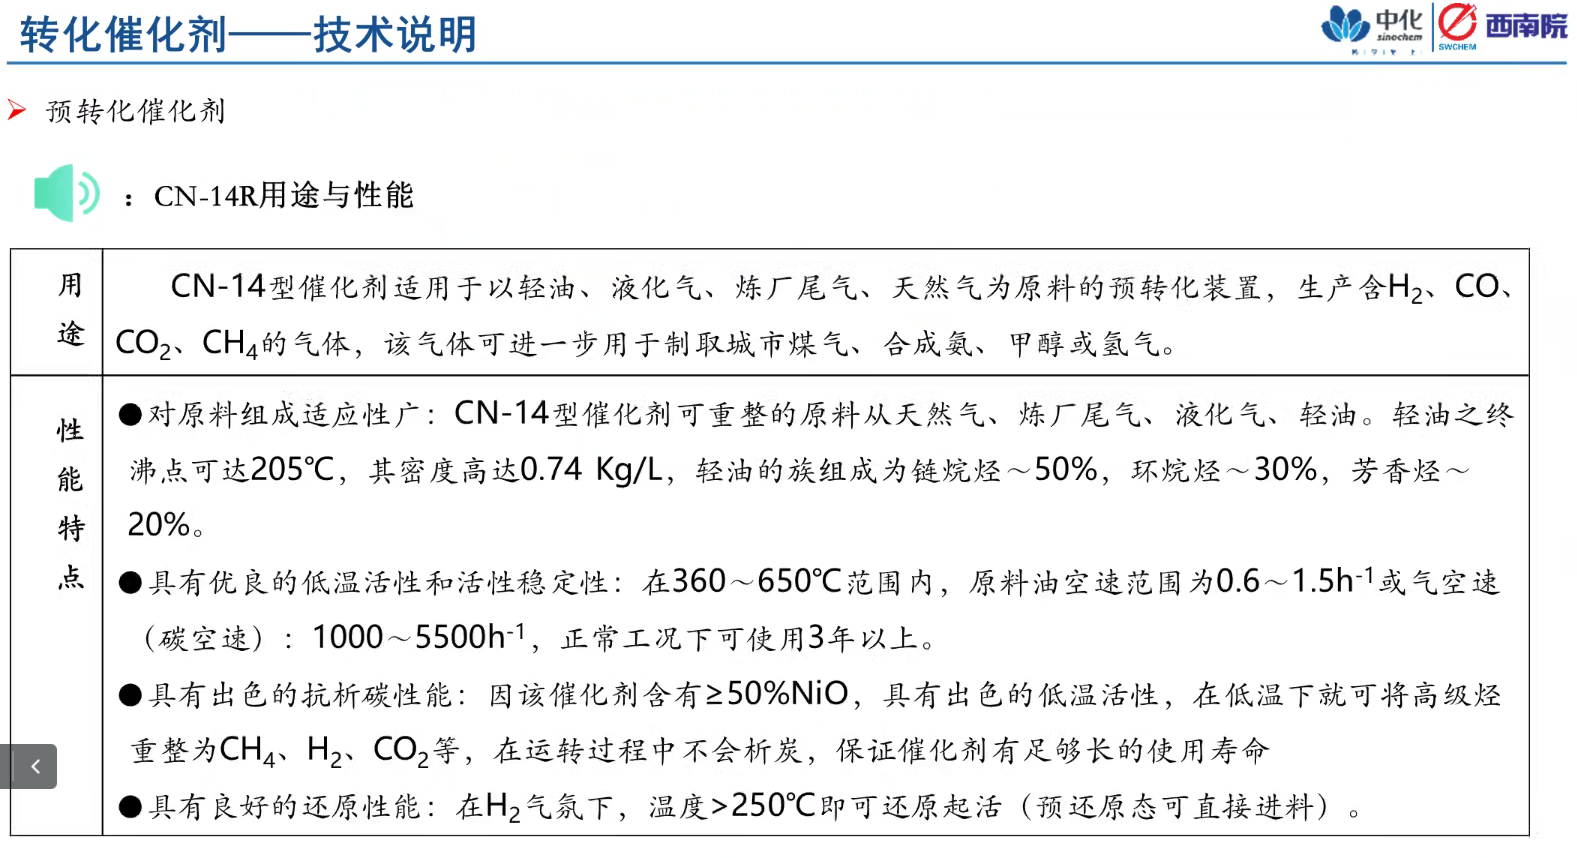 转化催化剂——技术说明
中化
sinochem
SWCHEM
西南院
预转化催化剂
：CN-14R用途与性能
用途
CN-14型催化剂适用于以轻油、液化气、炼厂尾气、天然气为原料的预转化装置，生产含H₂、CO、
CO₂、CH₄的气体，该气体可进一步用于制取城市煤气、合成氨、甲醇或氢气。
性能特点
●对原料组成适应性广：CN-14型催化剂可重整的原料从天然气、炼厂尾气、液化气、轻油。轻油之终
沸点可达205℃，其密度高达0.74 Kg/L，轻油的族组成为链烷烃～50%，环烷烃～30%，芳香烃～
20%。
●具有优良的低温活性和活性稳定性：在360～650℃范围内，原料油空速范围为0.6～1.5h⁻¹或气空速
（碳空速）：1000～5500h⁻¹，正常工况下可使用3年以上。
●具有出色的抗析碳性能：因该催化剂含有≥50%NiO，具有出色的低温活性，在低温下就可将高级烃
重整为CH₄、H₂、CO₂等，在运转过程中不会析炭，保证催化剂有足够长的使用寿命
●具有良好的还原性能：在H₂气氛下，温度>250℃即可还原起活（预还原态可直接进料）。